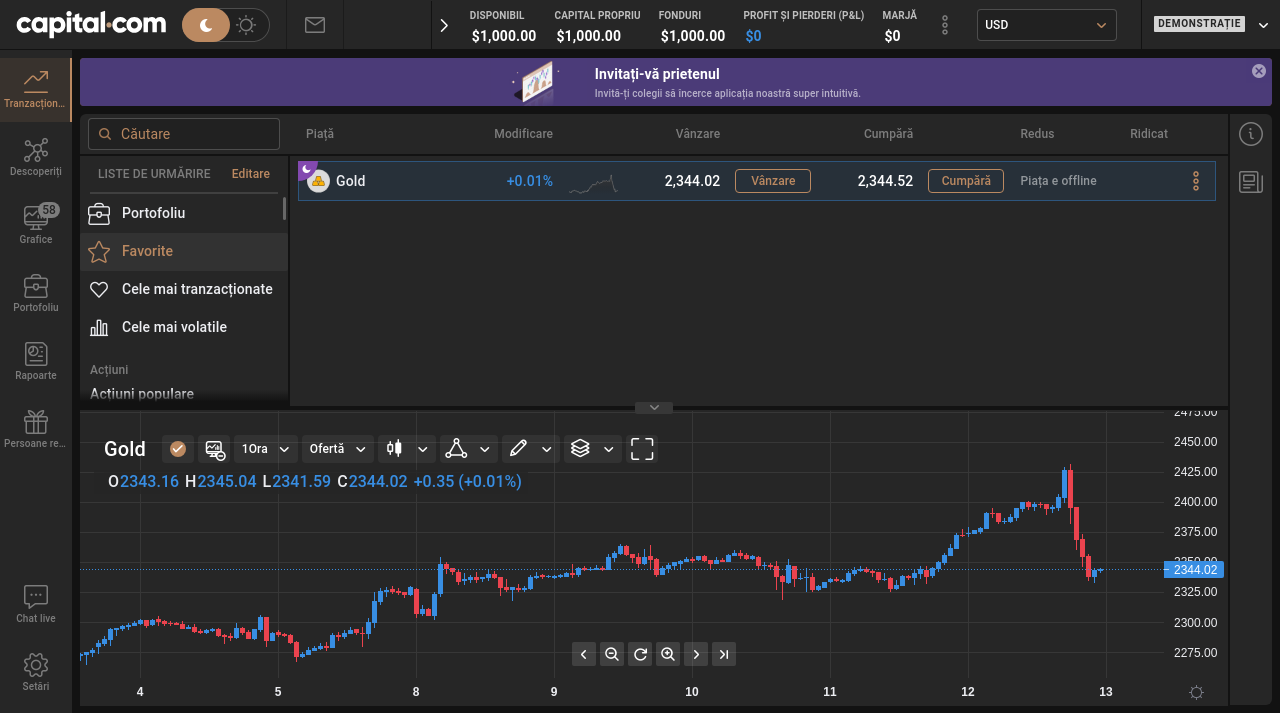 capital.com
DISPONIBIL
$1,000.00
CAPITAL PROPRIU
$1,000.00
FONDURI
$1,000.00
PROFIT ȘI PIERDERI (P&L)
$0
MARJĂ
$0
USD
DEMONSTRAȚIE
Tranzacțion...
Descoperiți
58
Grafice
Portofoliu
Rapoarte
Persoane re...
Chat live
Setări
Invitați-vă prietenul
Invită-ți colegii să încerce aplicația noastră super intuitivă.
Căutare
LISTE DE URMĂRIRE Editare
Portofoliu
Favorite
Cele mai tranzacționate
Cele mai volatile
Acțiuni
Acțiuni populare
Piață Modificare Vânzare Cumpără Redus Ridicat
Gold +0.01% 2,344.02 Vânzare 2,344.52 Cumpără Piața e offline
Gold 1Ora Ofertă
O2343.16 H2345.04 L2341.59 C2344.02 +0.35 (+0.01%)
2475.00
2450.00
2425.00
2400.00
2375.00
2350.00
2344.02
2325.00
2300.00
2275.00
4 5 8 9 10 11 12 13